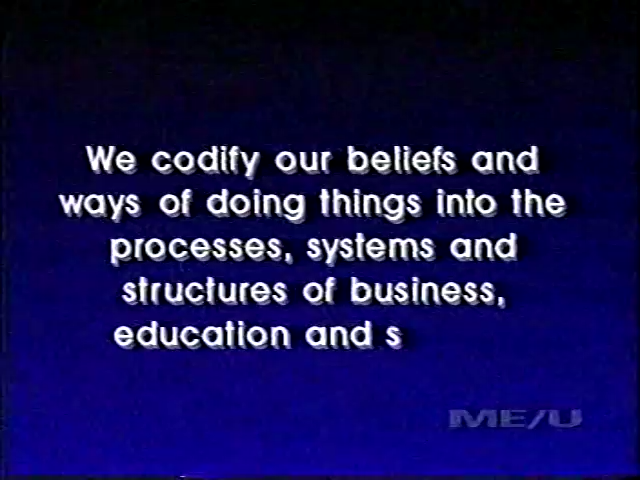 We codify our beliefs and
ways of doing things into the
processes, systems and
structures of business,
education and s
ME/U